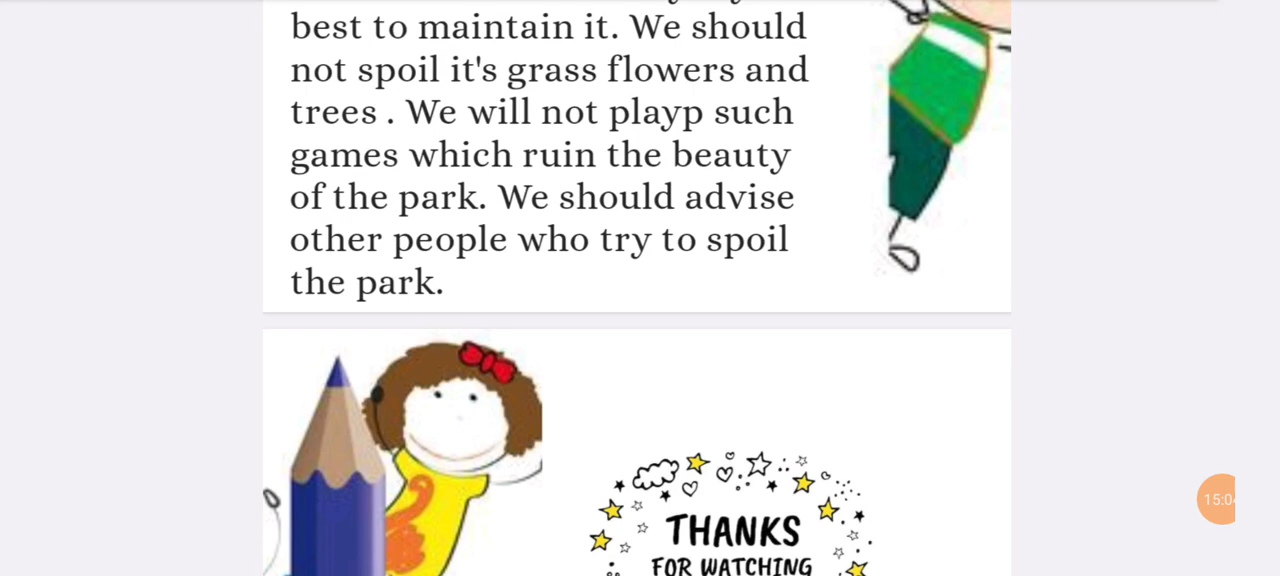 best to maintain it. We should
not spoil it's grass flowers and
trees . We will not playp such
games which ruin the beauty
of the park. We should advise
other people who try to spoil
the park.
THANKS
FOR WATCHING
15:04